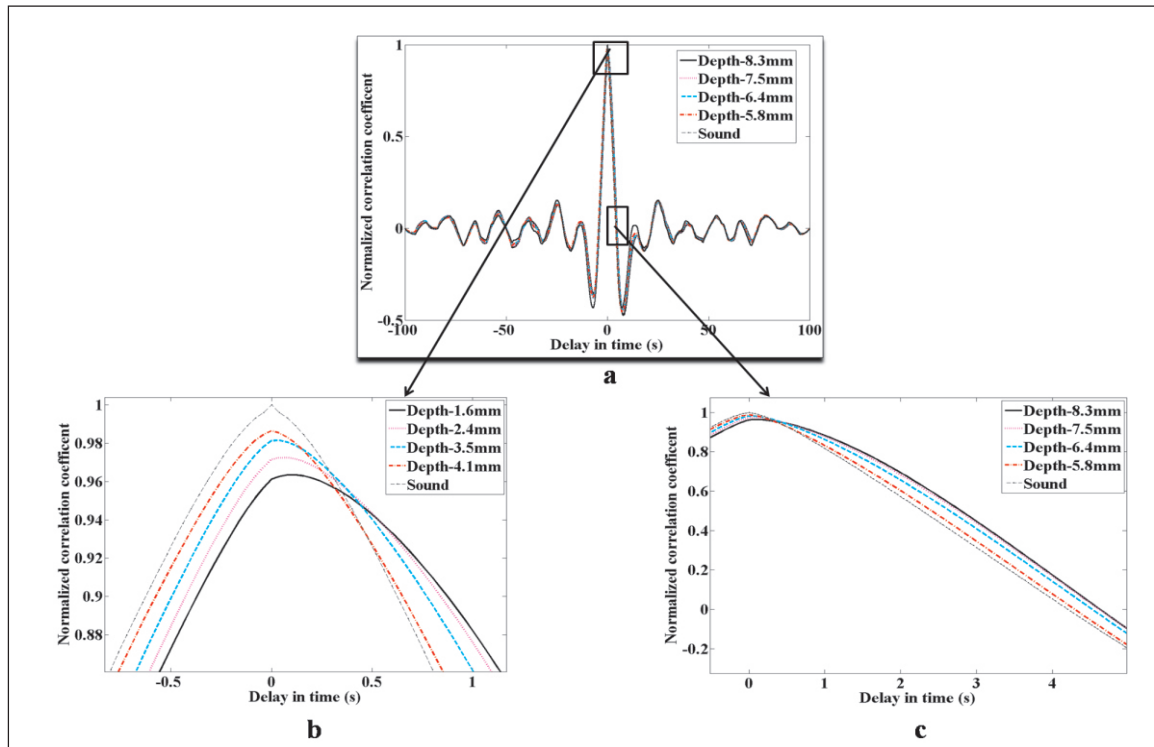 1
0.5
0
-0.5
Normalized correlation coefficent
Depth-8.3mm
Depth-7.5mm
Depth-6.4mm
Depth-5.8mm
Sound
-100
-50
0
50
100
Delay in time (s)
a
1
0.98
0.96
0.94
0.92
0.9
0.88
Normalized correlation coefficent
Depth-1.6mm
Depth-2.4mm
Depth-3.5mm
Depth-4.1mm
Sound
-0.5
0
0.5
1
Delay in time (s)
b
1
0.8
0.6
0.4
0.2
0
-0.2
Normalized correlation coefficent
Depth-8.3mm
Depth-7.5mm
Depth-6.4mm
Depth-5.8mm
Sound
0
1
2
3
4
Delay in time (s)
c